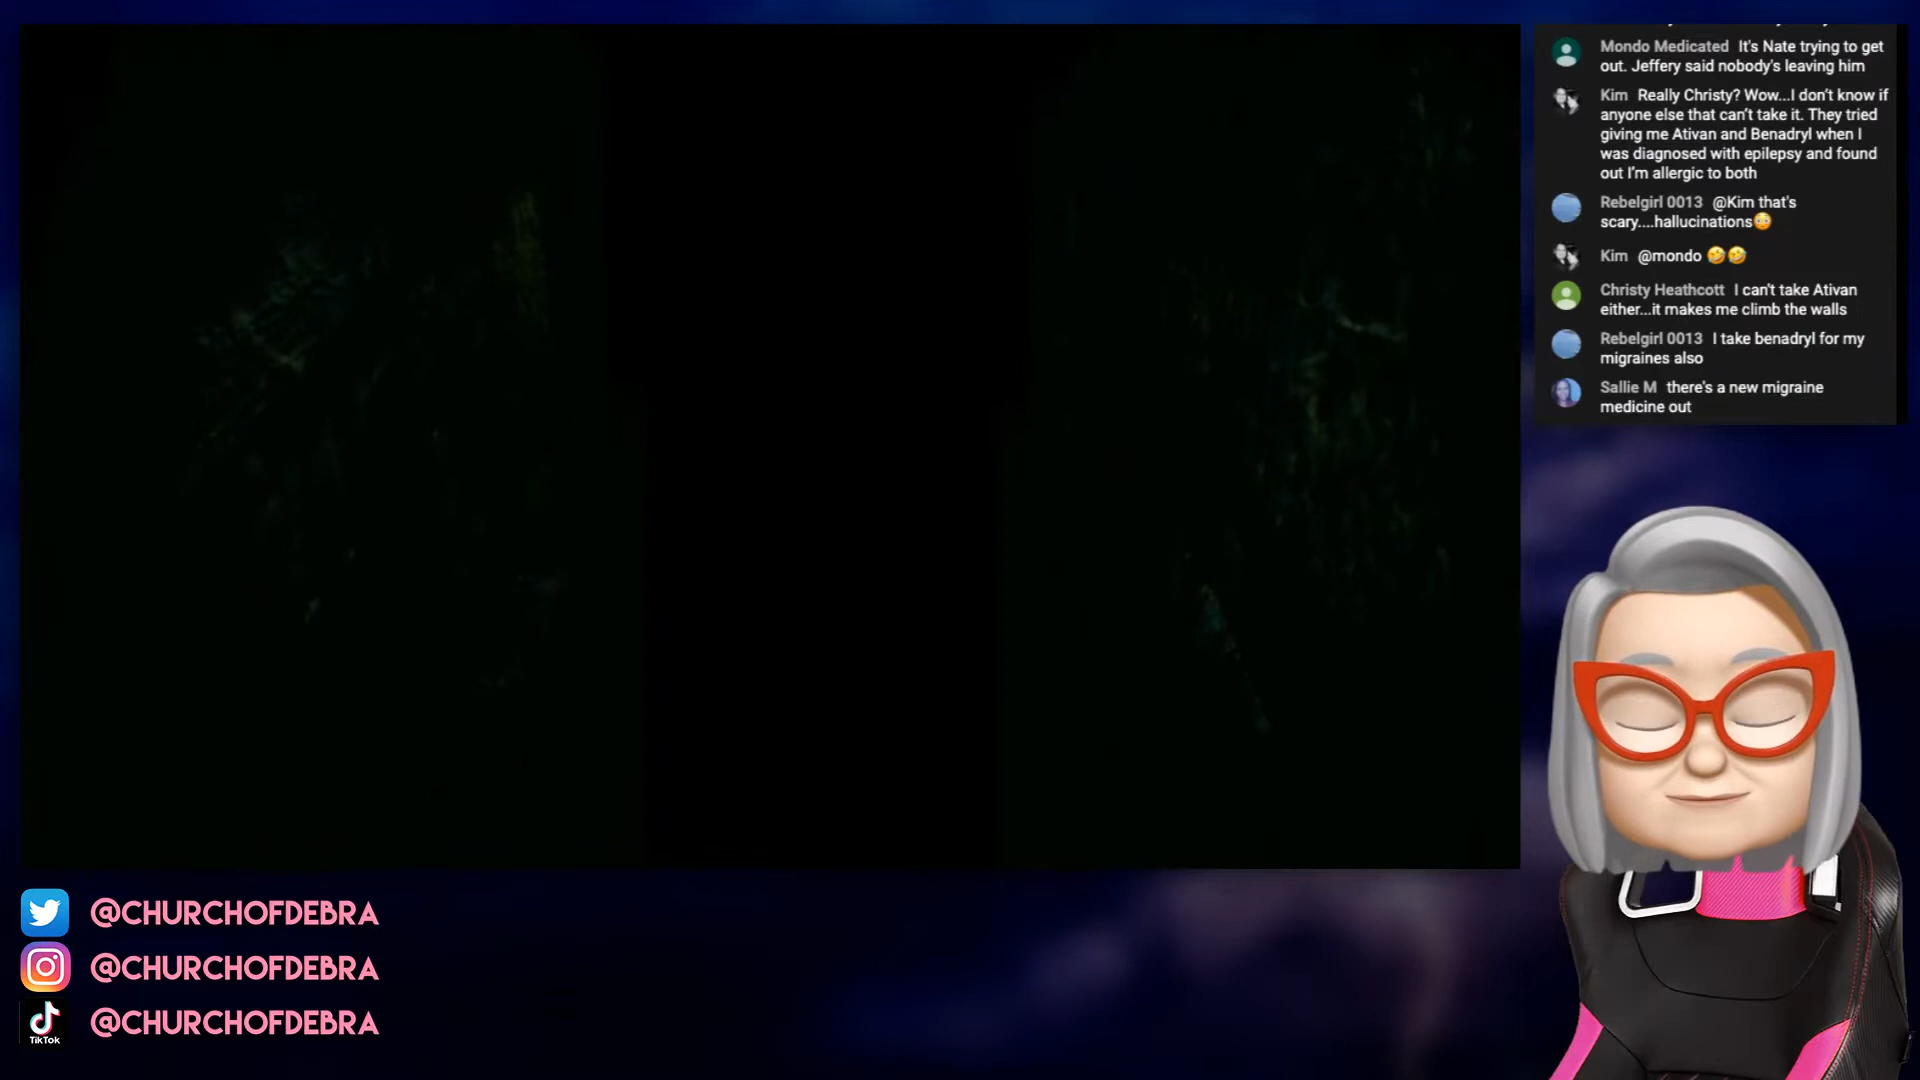 Mondo Medicated It's Nate trying to get
out. Jeffery said nobody's leaving him
Kim Really Christy? Wow...I don't know if
anyone else that can't take it. They tried
giving me Ativan and Benadryl when I
was diagnosed with epilepsy and found
out I'm allergic to both
Rebelgirl 0013 @Kim that's
scary....hallucinations😳
Kim @mondo 🤣🤣
Christy Heathcott I can't take Ativan
either...it makes me climb the walls
Rebelgirl 0013 I take benadryl for my
migraines also
Sallie M there's a new migraine
medicine out
@CHURCHOFDEBRA
@CHURCHOFDEBRA
TikTok
@CHURCHOFDEBRA